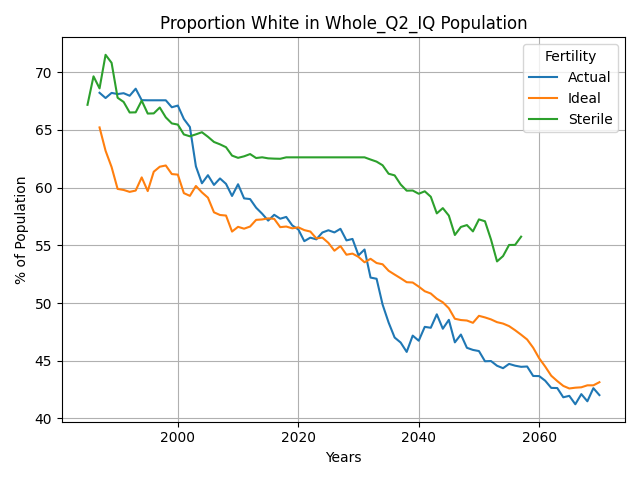 Proportion White in Whole_Q2_IQ Population
% of Population
70
65
60
55
50
45
40
2000
2020
2040
2060
Years
Fertility
Actual
Ideal
Sterile